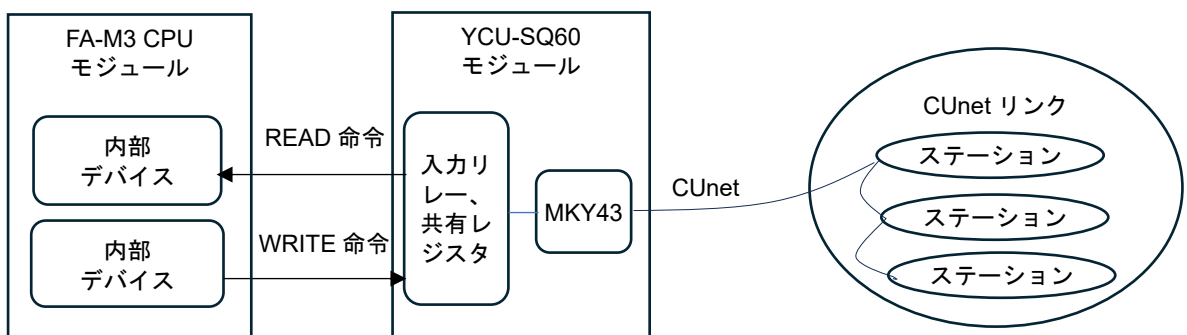 FA-M3 CPU
モジュール
内部
デバイス
内部
デバイス
READ 命令
WRITE 命令
YCU-SQ60
モジュール
入力リ
レー、
共有レ
ジスタ
MKY43
CUnet
CUnet リンク
ステーション
ステーション
ステーション